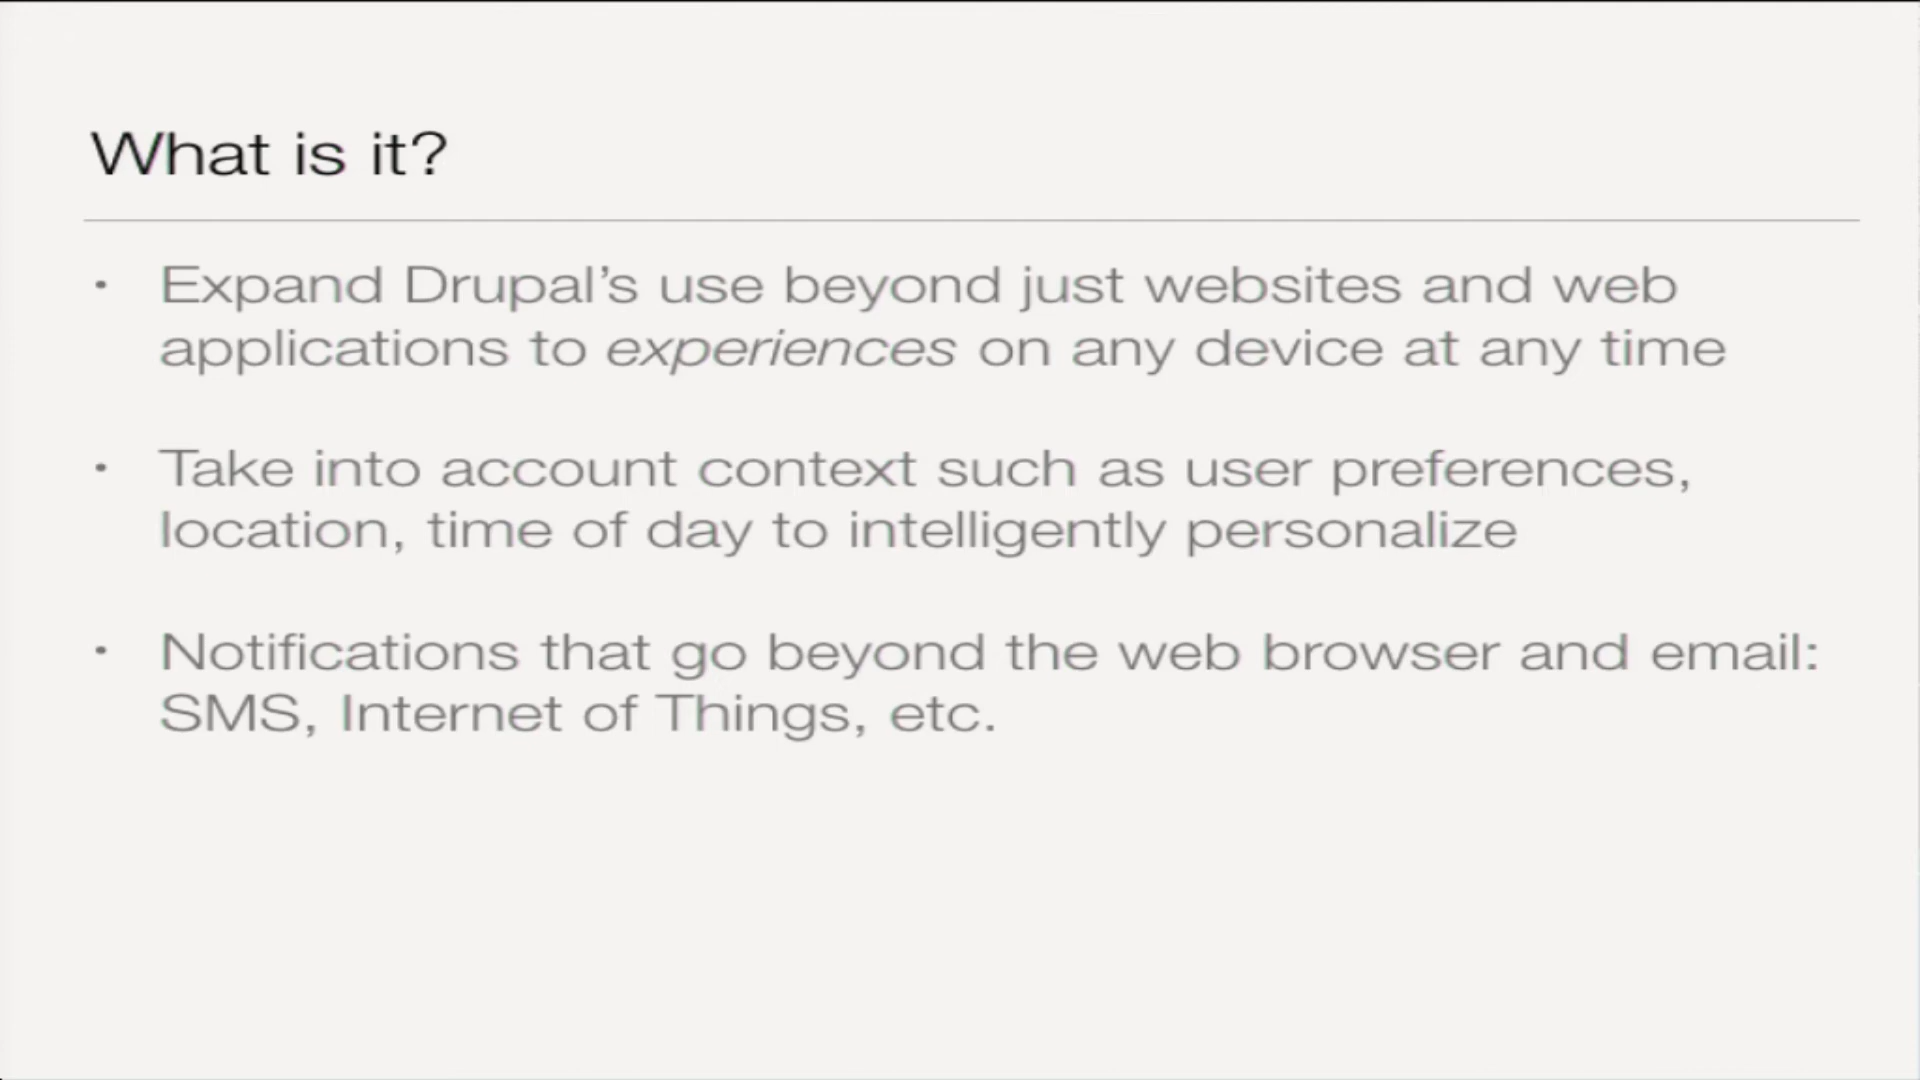 What is it?
• Expand Drupal’s use beyond just websites and web
applications to experiences on any device at any time
• Take into account context such as user preferences,
location, time of day to intelligently personalize
• Notifications that go beyond the web browser and email:
SMS, Internet of Things, etc.